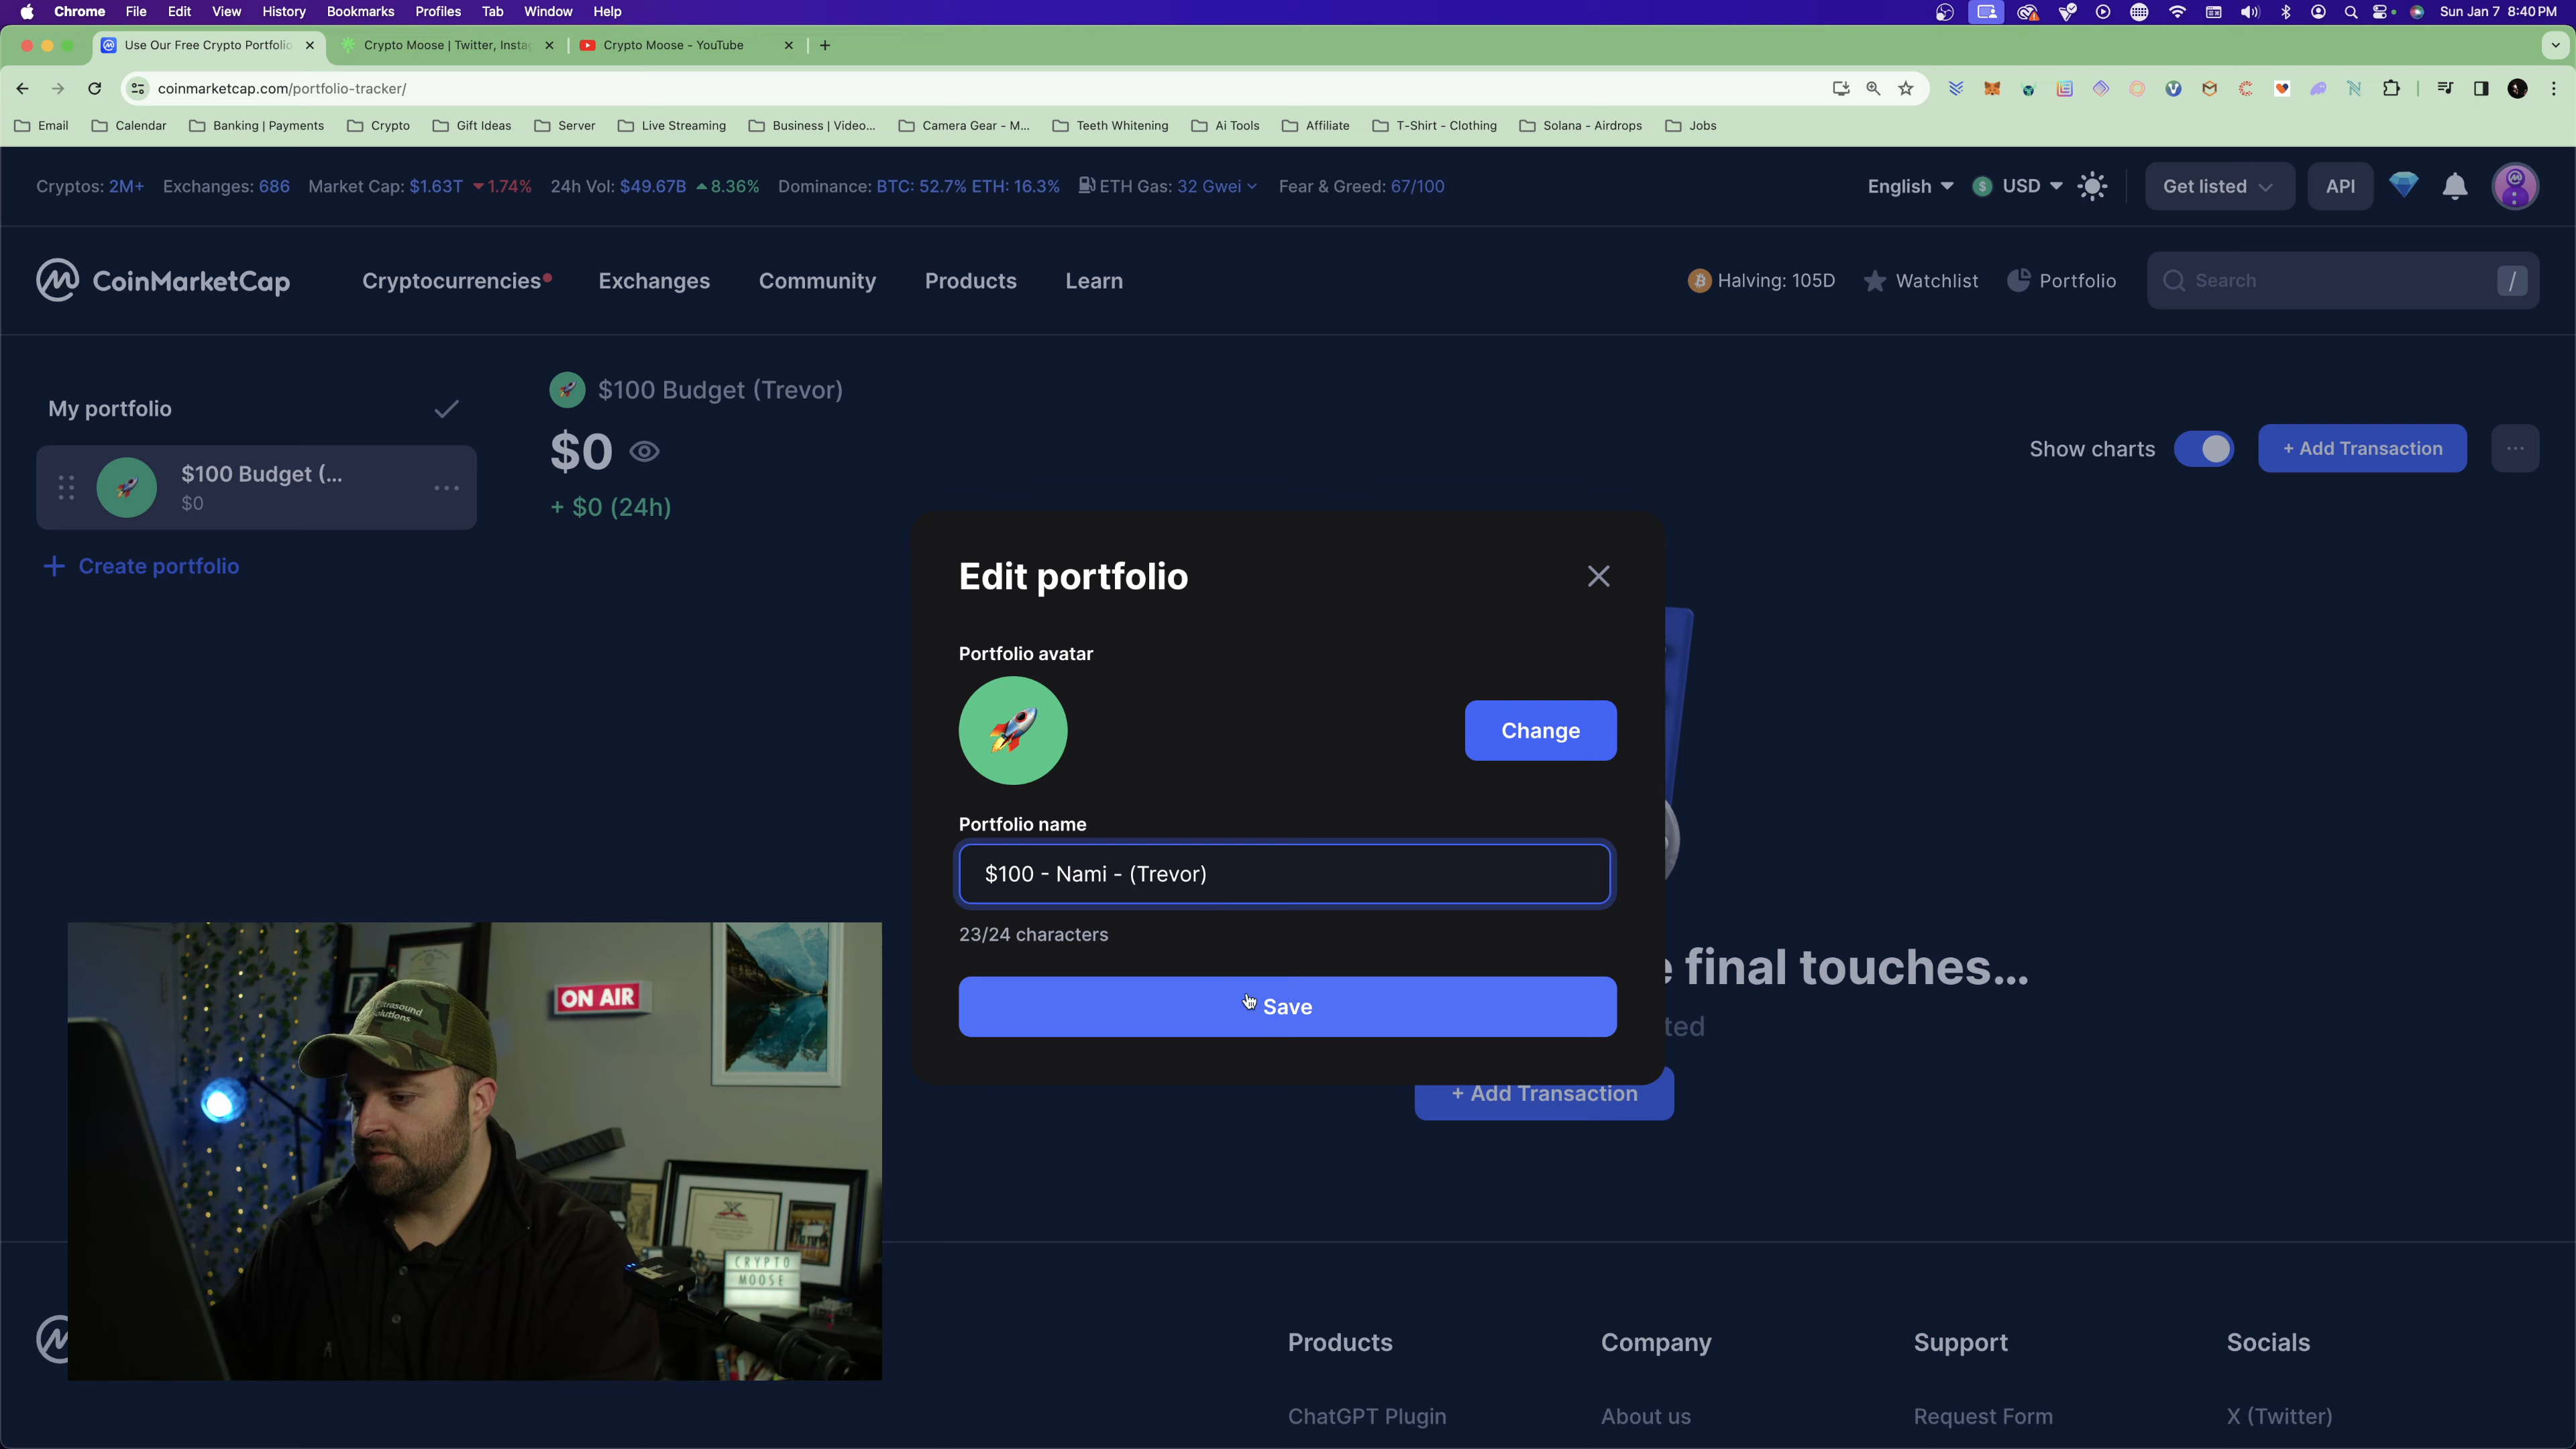 Chrome File Edit View History Bookmarks Profiles Tab Window Help Sun Jan 7 8:40 PM
Use Our Free Crypto Portfolio Crypto Moose | Twitter, Insta Crypto Moose - YouTube
coinmarketcap.com/portfolio-tracker/
Email Calendar Banking | Payments Crypto Gift Ideas Server Live Streaming Business | Video... Camera Gear - M... Teeth Whitening Ai Tools Affiliate T-Shirt - Clothing Solana - Airdrops Jobs
Cryptos: 2M+ Exchanges: 686 Market Cap: $1.63T 1.74% 24h Vol: $49.67B 8.36% Dominance: BTC: 52.7% ETH: 16.3% ETH Gas: 32 Gwei Fear & Greed: 67/100 English $ USD Get listed API
CoinMarketCap Cryptocurrencies Exchanges Community Products Learn Halving: 105D Watchlist Portfolio Search /
My portfolio
$100 Budget (...
$0
+ Create portfolio
$100 Budget (Trevor)
$0
+ $0 (24h)
Show charts + Add Transaction ...
Edit portfolio
Portfolio avatar
Change
Portfolio name
$100 - Nami - (Trevor)
23/24 characters
Save
final touches...
ted
+ Add Transaction
ON AIR
Solutions
CRYPTO
MOOSE
Products Company Support Socials
ChatGPT Plugin About us Request Form X (Twitter)